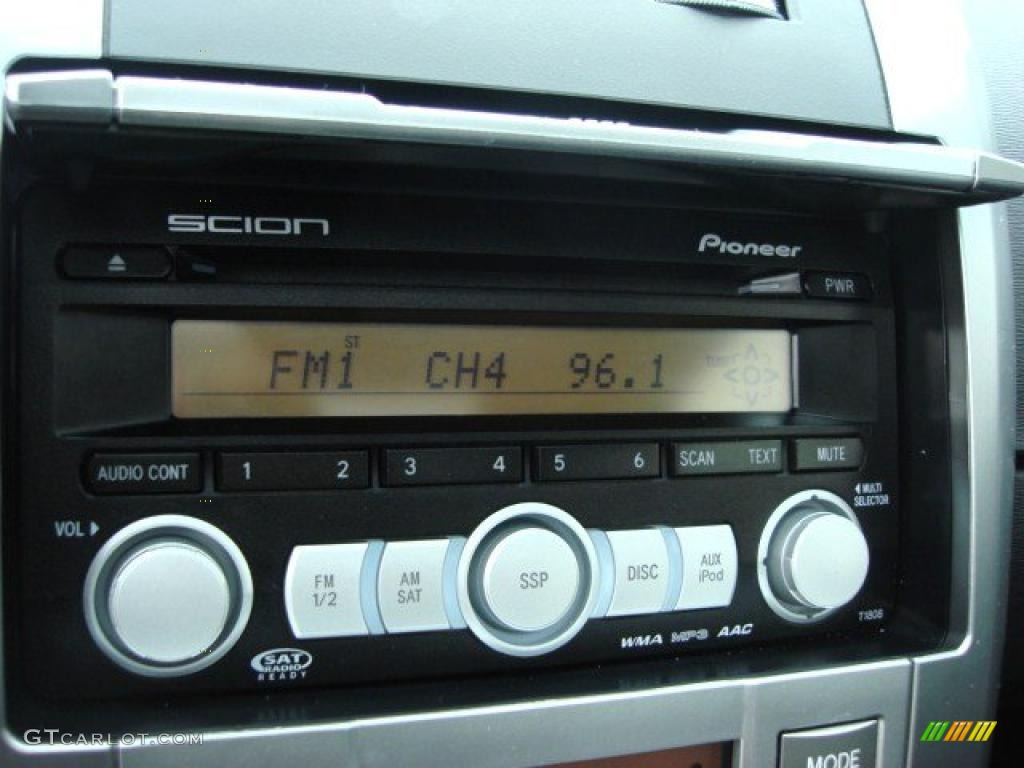 SCION
Pioneer
PWR
ST
FM1 CH4 96.1
AUDIO CONT 1 2 3 4 5 6 SCAN TEXT MUTE
VOL
MULTI
SELECTOR
FM
1/2
AM
SAT
SSP
DISC
AUX
iPod
T1806
WMA MP3 AAC
SAT
RADIO
READY
GTCARLOT.COM
MODE